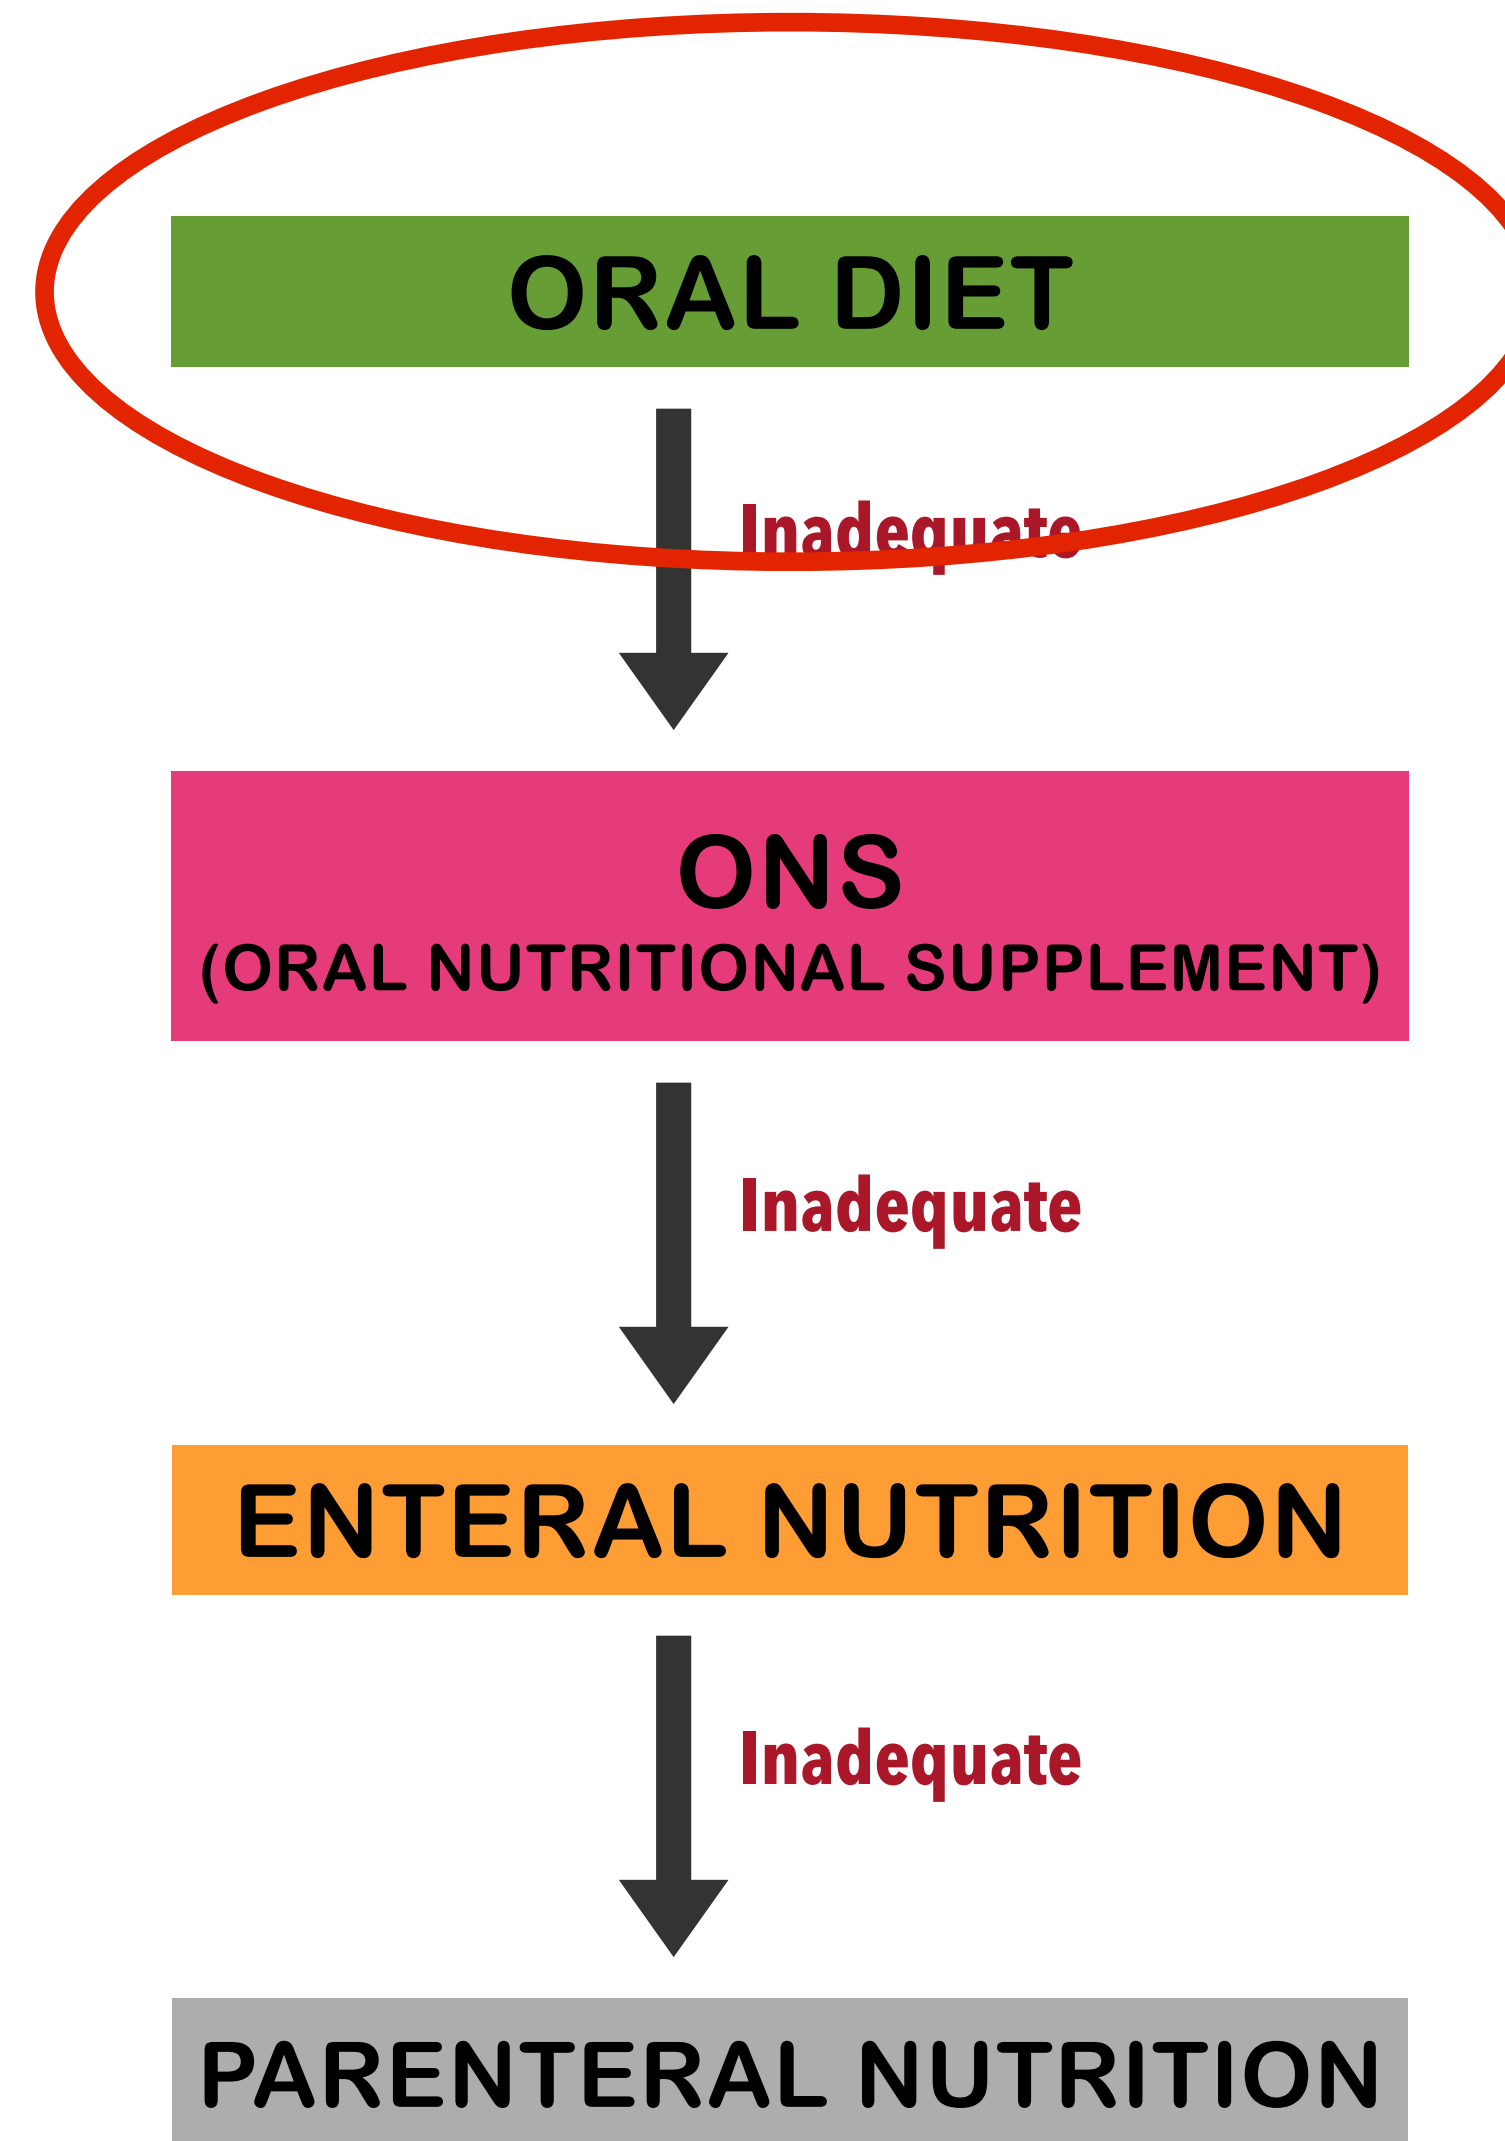 ORAL DIET
Inadequate
ONS
(ORAL NUTRITIONAL SUPPLEMENT)
Inadequate
ENTERAL NUTRITION
Inadequate
PARENTERAL NUTRITION